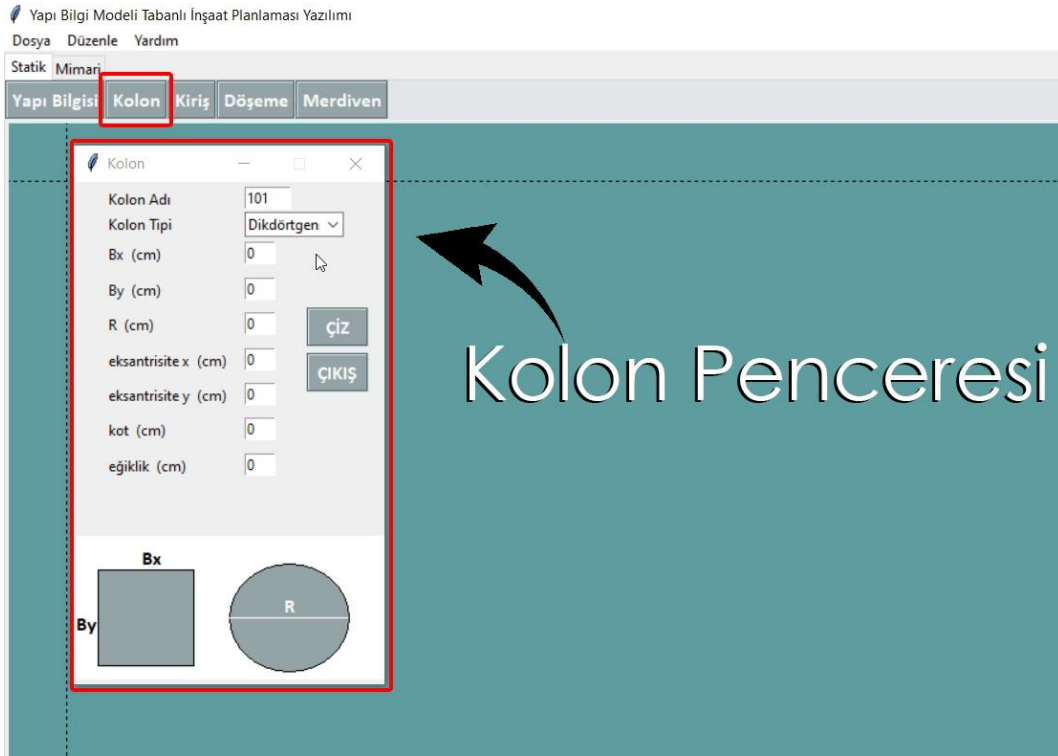 Yapı Bilgi Modeli Tabanlı İnşaat Planlaması Yazılımı
Dosya Düzenle Yardım
Statik Mimari
Yapı Bilgisi Kolon Kiriş Döşeme Merdiven
Kolon
Kolon Adı 101
Kolon Tipi Dikdörtgen
Bx (cm) 0
By (cm) 0
R (cm) 0
ÇİZ
eksantrisite x (cm) 0
ÇIKIŞ
eksantrisite y (cm) 0
kot (cm) 0
eğiklik (cm) 0
Kolon Penceresi
Bx
R
By